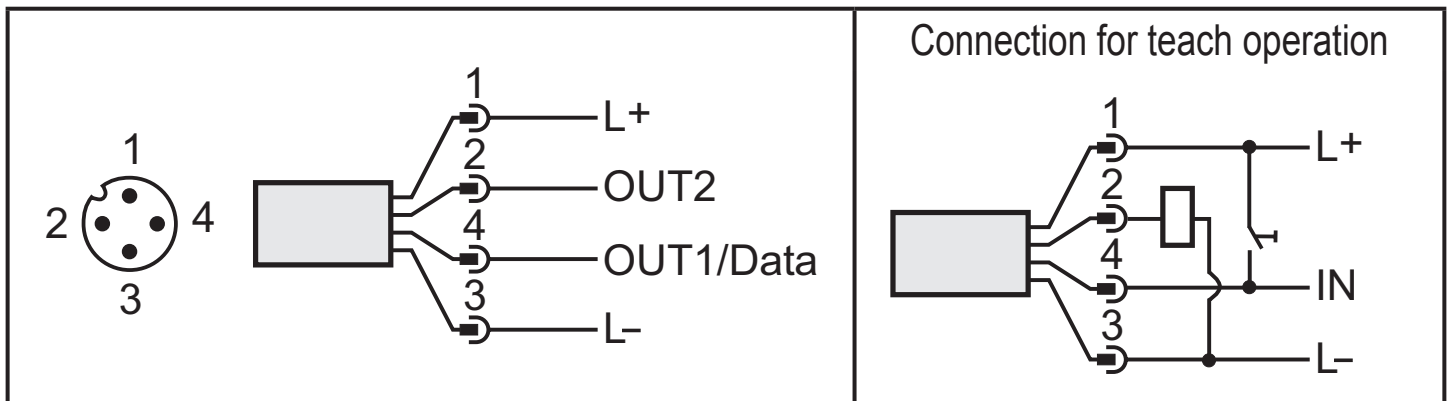 1
2
4
3
1
L+
2
OUT2
4
OUT1/Data
3
L–
Connection for teach operation
1
L+
2
4
IN
3
L–